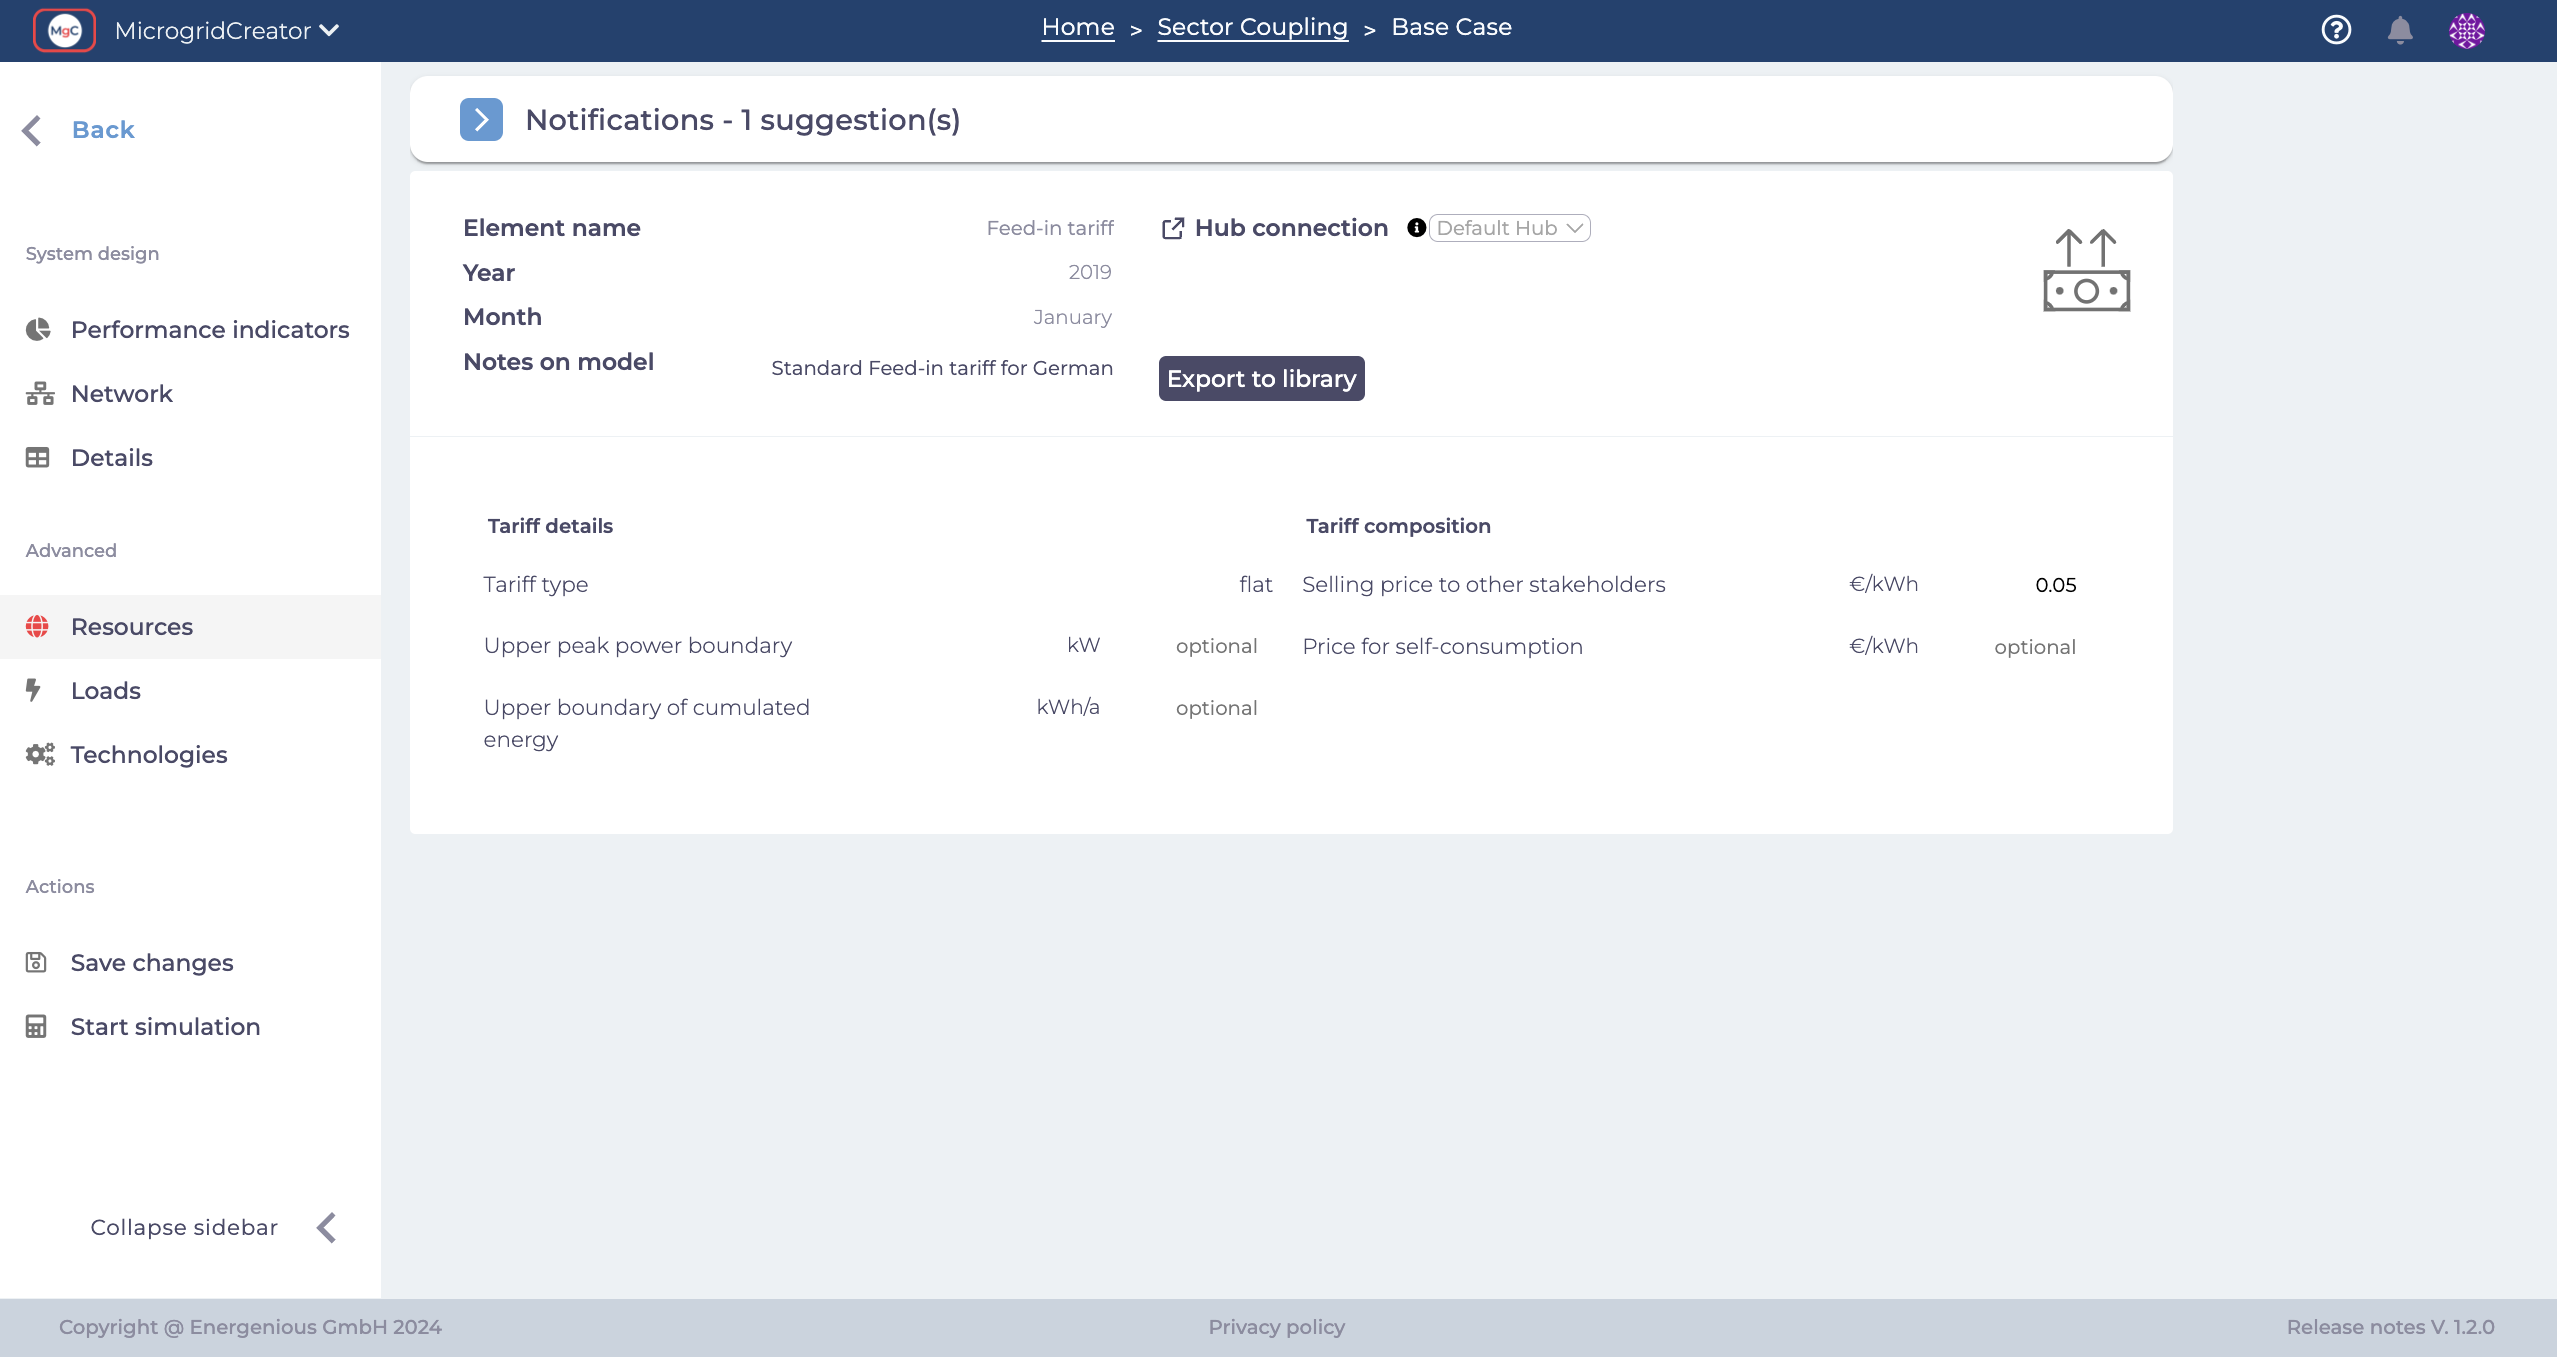 MgC MicrogridCreator
Home > Sector Coupling > Base Case
Back
System design
Performance indicators
Network
Details
Advanced
Resources
Loads
Technologies
Actions
Save changes
Start simulation
Collapse sidebar
Notifications - 1 suggestion(s)
Element name Feed-in tariff
Year 2019
Month January
Notes on model Standard Feed-in tariff for German
Hub connection Default Hub
Export to library
Tariff details
Tariff type flat
Upper peak power boundary kW optional
Upper boundary of cumulated kWh/a optional
energy
Tariff composition
Selling price to other stakeholders €/kWh 0.05
Price for self-consumption €/kWh optional
Copyright @ Energenious GmbH 2024
Privacy policy
Release notes V. 1.2.0